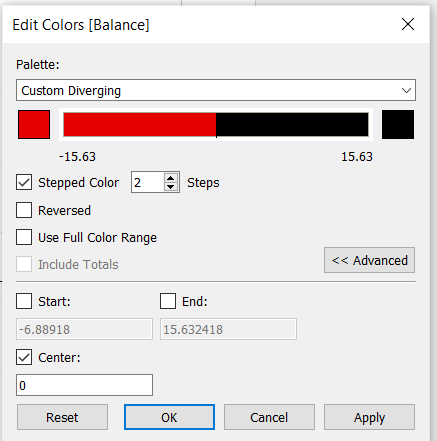 Edit Colors [Balance]
Palette:
Custom Diverging
-15.63 15.63
Stepped Color 2 Steps
Reversed
Use Full Color Range
Include Totals << Advanced
Start: End:
-6.88918 15.632418
Center:
0
Reset OK Cancel Apply